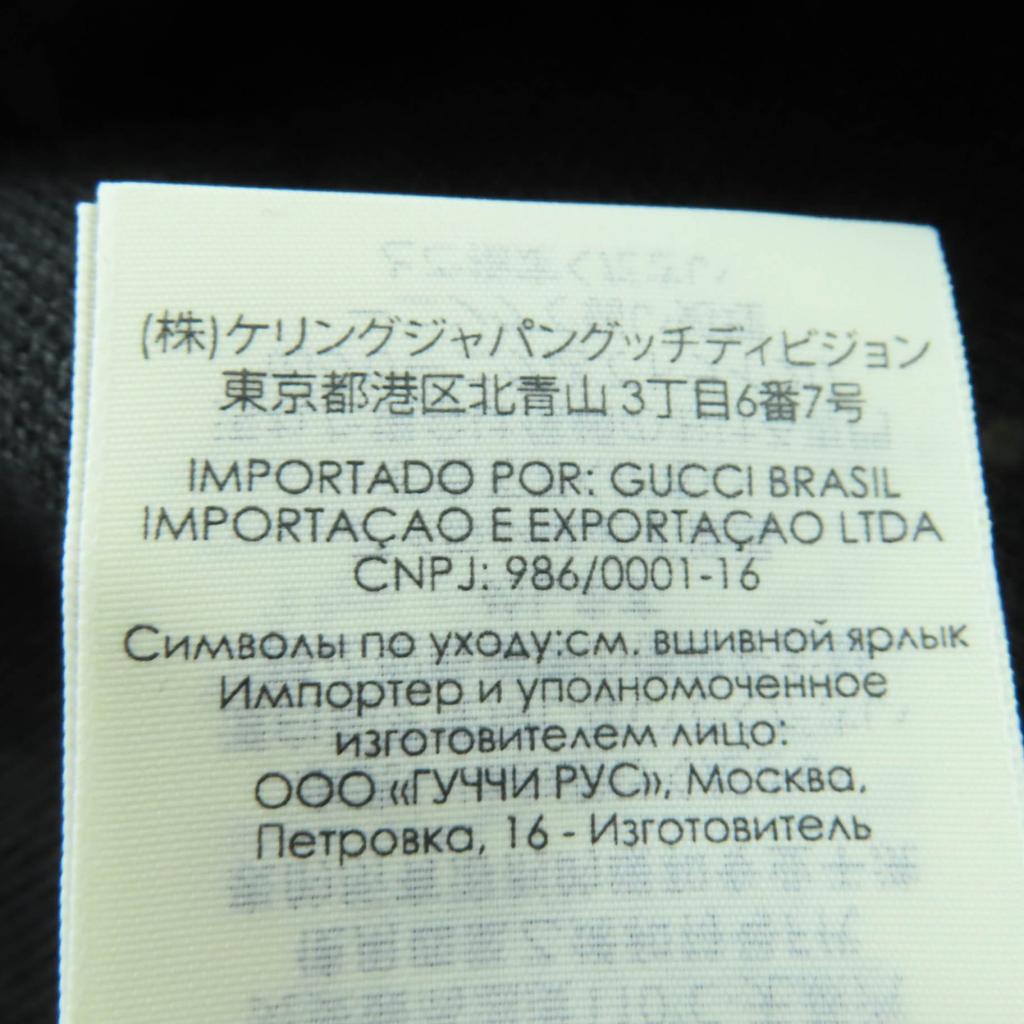 (株)ケリングジャパングッチディビジョン
東京都港区北青山 3丁目6番7号
IMPORTADO POR: GUCCI BRASIL
IMPORTAÇAO E EXPORTAÇAO LTDA
CNPJ: 986/0001-16
Символы по уходу:см. вшивной ярлык
Импортер и уполномоченное
изготовителем лицо:
ООО «ГУЧЧИ РУС», Москва,
Петровка, 16 - Изготовитель